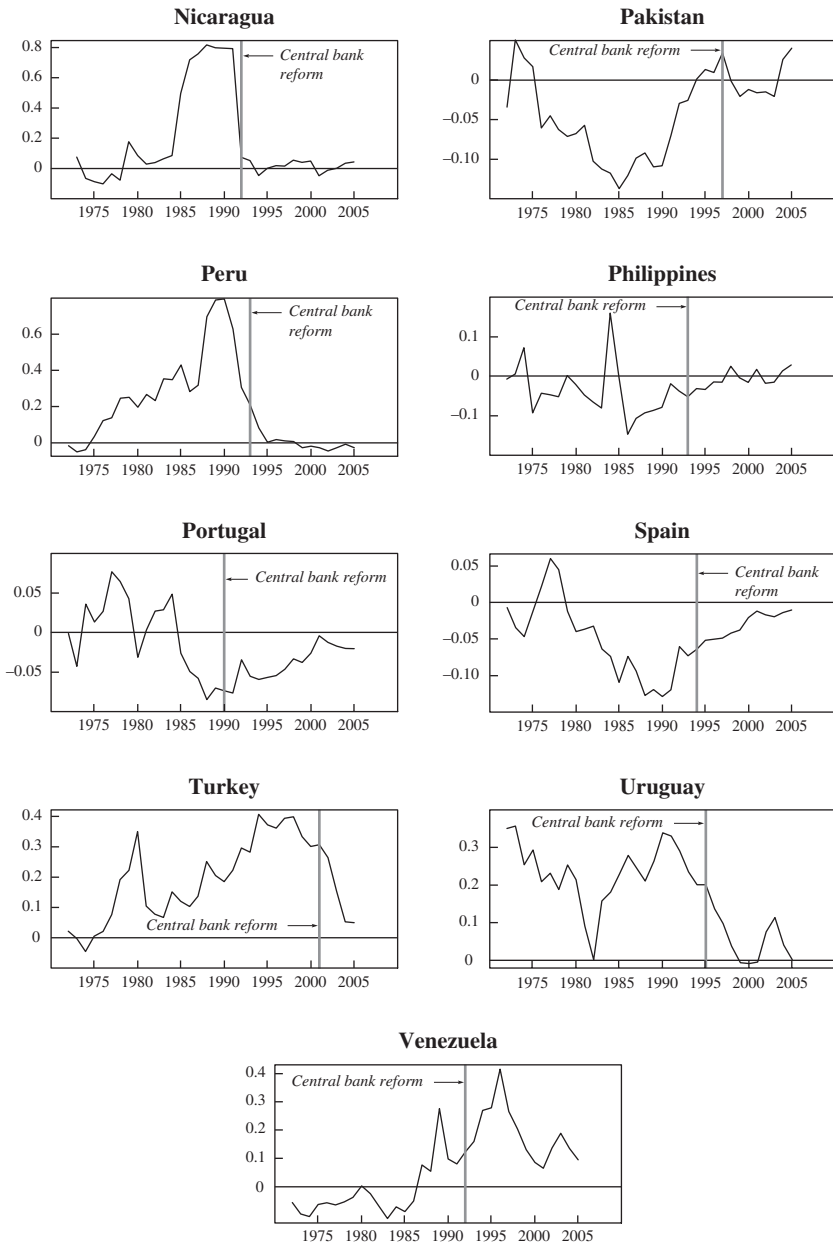 Nicaragua
0.8
0.6
0.4
0.2
0
Central bank
reform
1975 1980 1985 1990 1995 2000 2005
Pakistan
0
−0.05
−0.10
Central bank reform
1975 1980 1985 1990 1995 2000 2005
Peru
0.6
0.4
0.2
0
Central bank
reform
1975 1980 1985 1990 1995 2000 2005
Philippines
0.1
0
−0.1
Central bank
reform
1975 1980 1985 1990 1995 2000 2005
Portugal
0.05
0
−0.05
Central bank reform
1975 1980 1985 1990 1995 2000 2005
Spain
0.05
0
−0.05
−0.10
Central bank
reform
1975 1980 1985 1990 1995 2000 2005
Turkey
0.4
0.3
0.2
0.1
0
Central bank reform
1975 1980 1985 1990 1995 2000 2005
Uruguay
0.3
0.2
0.1
0
Central bank reform
1975 1980 1985 1990 1995 2000 2005
Venezuela
0.4
0.3
0.2
0.1
0
Central bank reform
1975 1980 1985 1990 1995 2000 2005